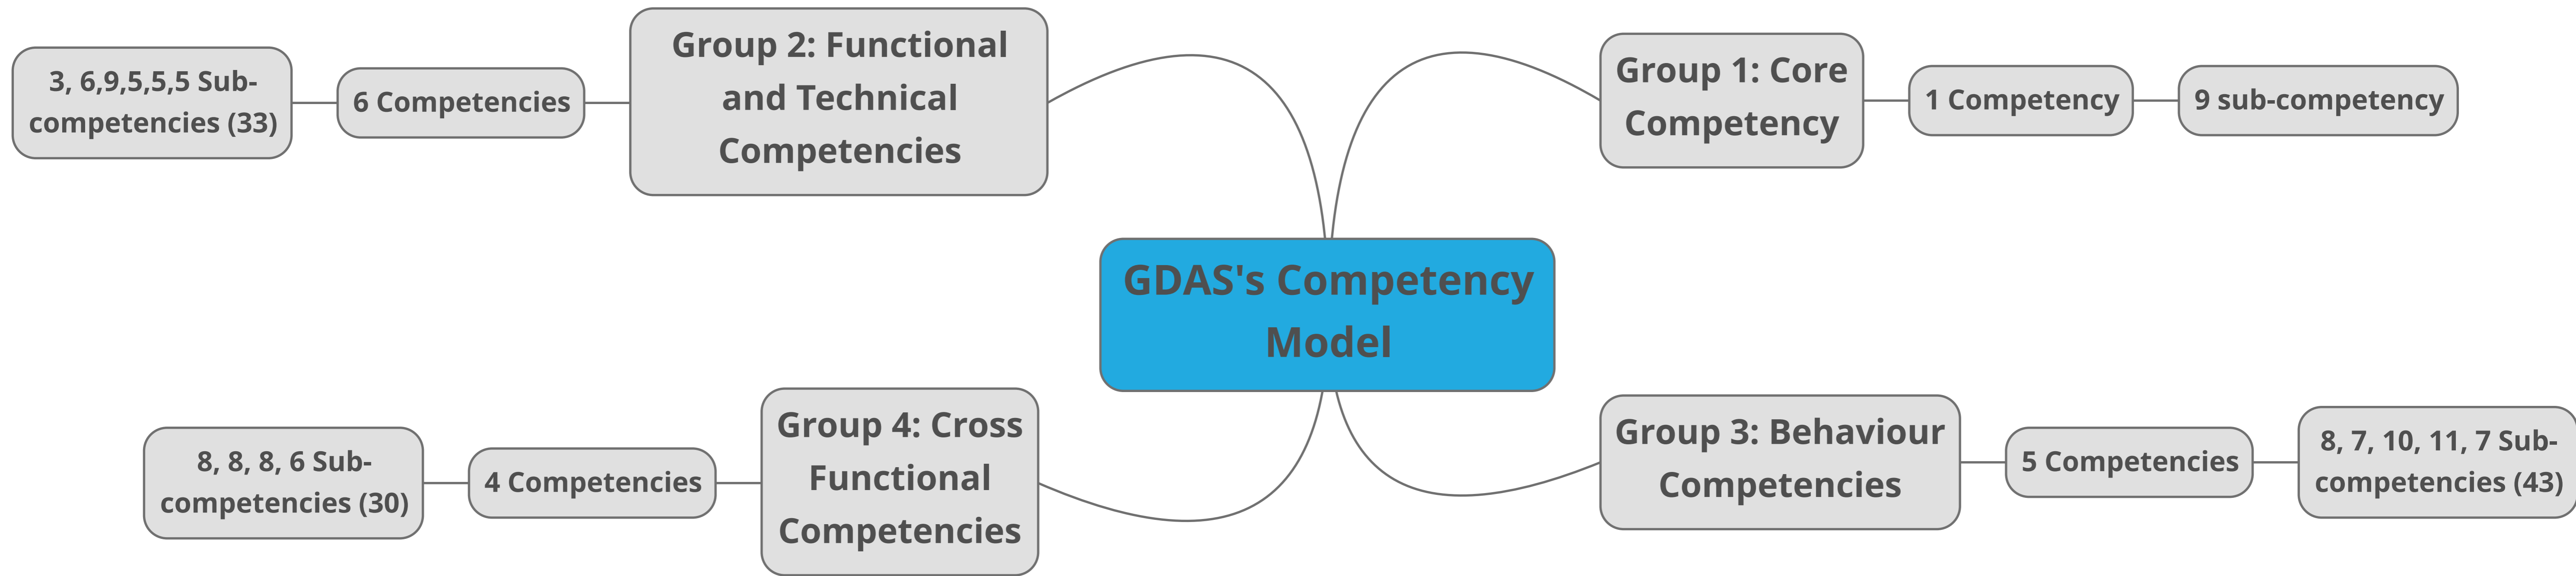 GDAS's Competency
Model
Group 1: Core
Competency
1 Competency
9 sub-competency
Group 2: Functional
and Technical
Competencies
6 Competencies
3, 6,9,5,5,5 Sub-
competencies (33)
Group 3: Behaviour
Competencies
5 Competencies
8, 7, 10, 11, 7 Sub-
competencies (43)
Group 4: Cross
Functional
Competencies
4 Competencies
8, 8, 8, 6 Sub-
competencies (30)